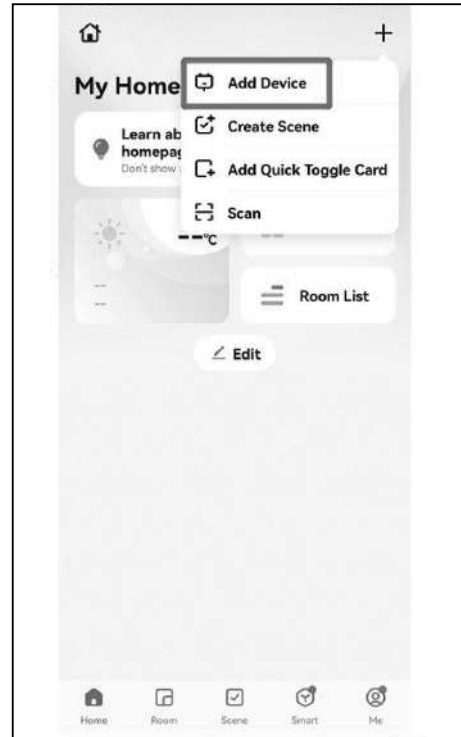 My Home
Add Device
Learn ab
homepag
Don't show
Create Scene
Add Quick Toggle Card
Scan
--°C
--
--
--
Room List
Edit
Home
Room
Scene
Smart
Me